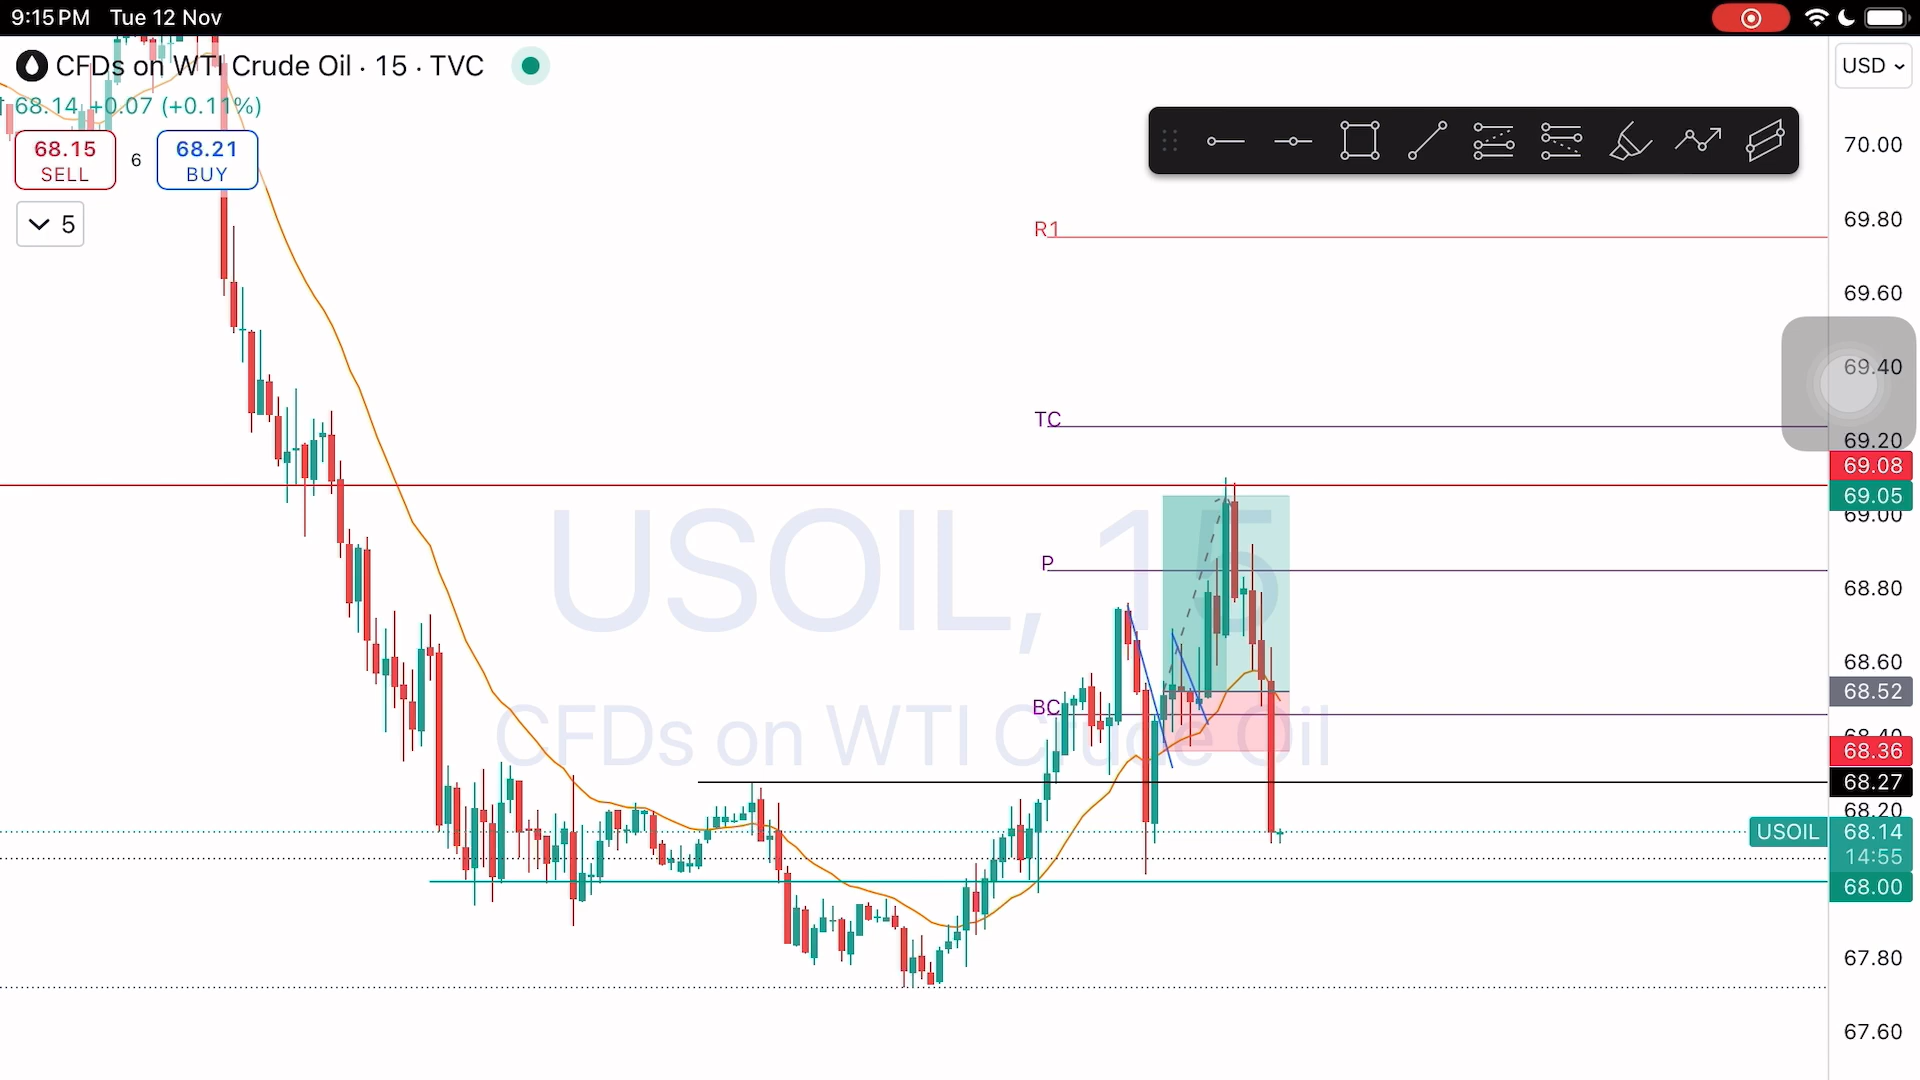 9:15 PM Tue 12 Nov
CFDs on WTI Crude Oil · 15 · TVC
USD
68.14 +0.07 (+0.11%)
68.15
SELL
6
68.21
BUY
5
70.00
R1
69.80
69.60
69.40
TC
69.20
69.08
69.05
69.00
USOIL, 15
P
68.80
68.60
68.52
BC
CFDs on WTI Crude Oil
68.40
68.36
68.27
68.20
USOIL
68.14
14:55
68.00
67.80
67.60